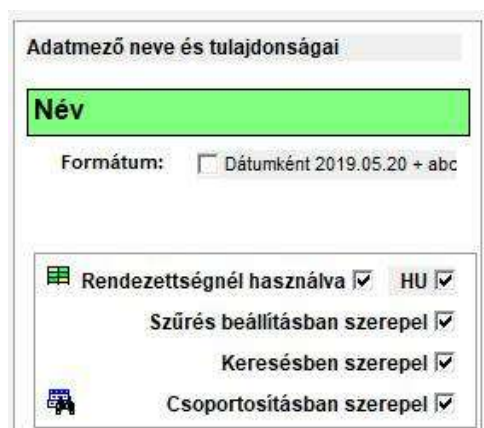 Adatmező neve és tulajdonságai
Név
Formátum: Dátumként 2019.05.20 + abc
Rendezettségnél használva HU
Szűrés beállításban szerepel
Keresésben szerepel
Csoportosításban szerepel